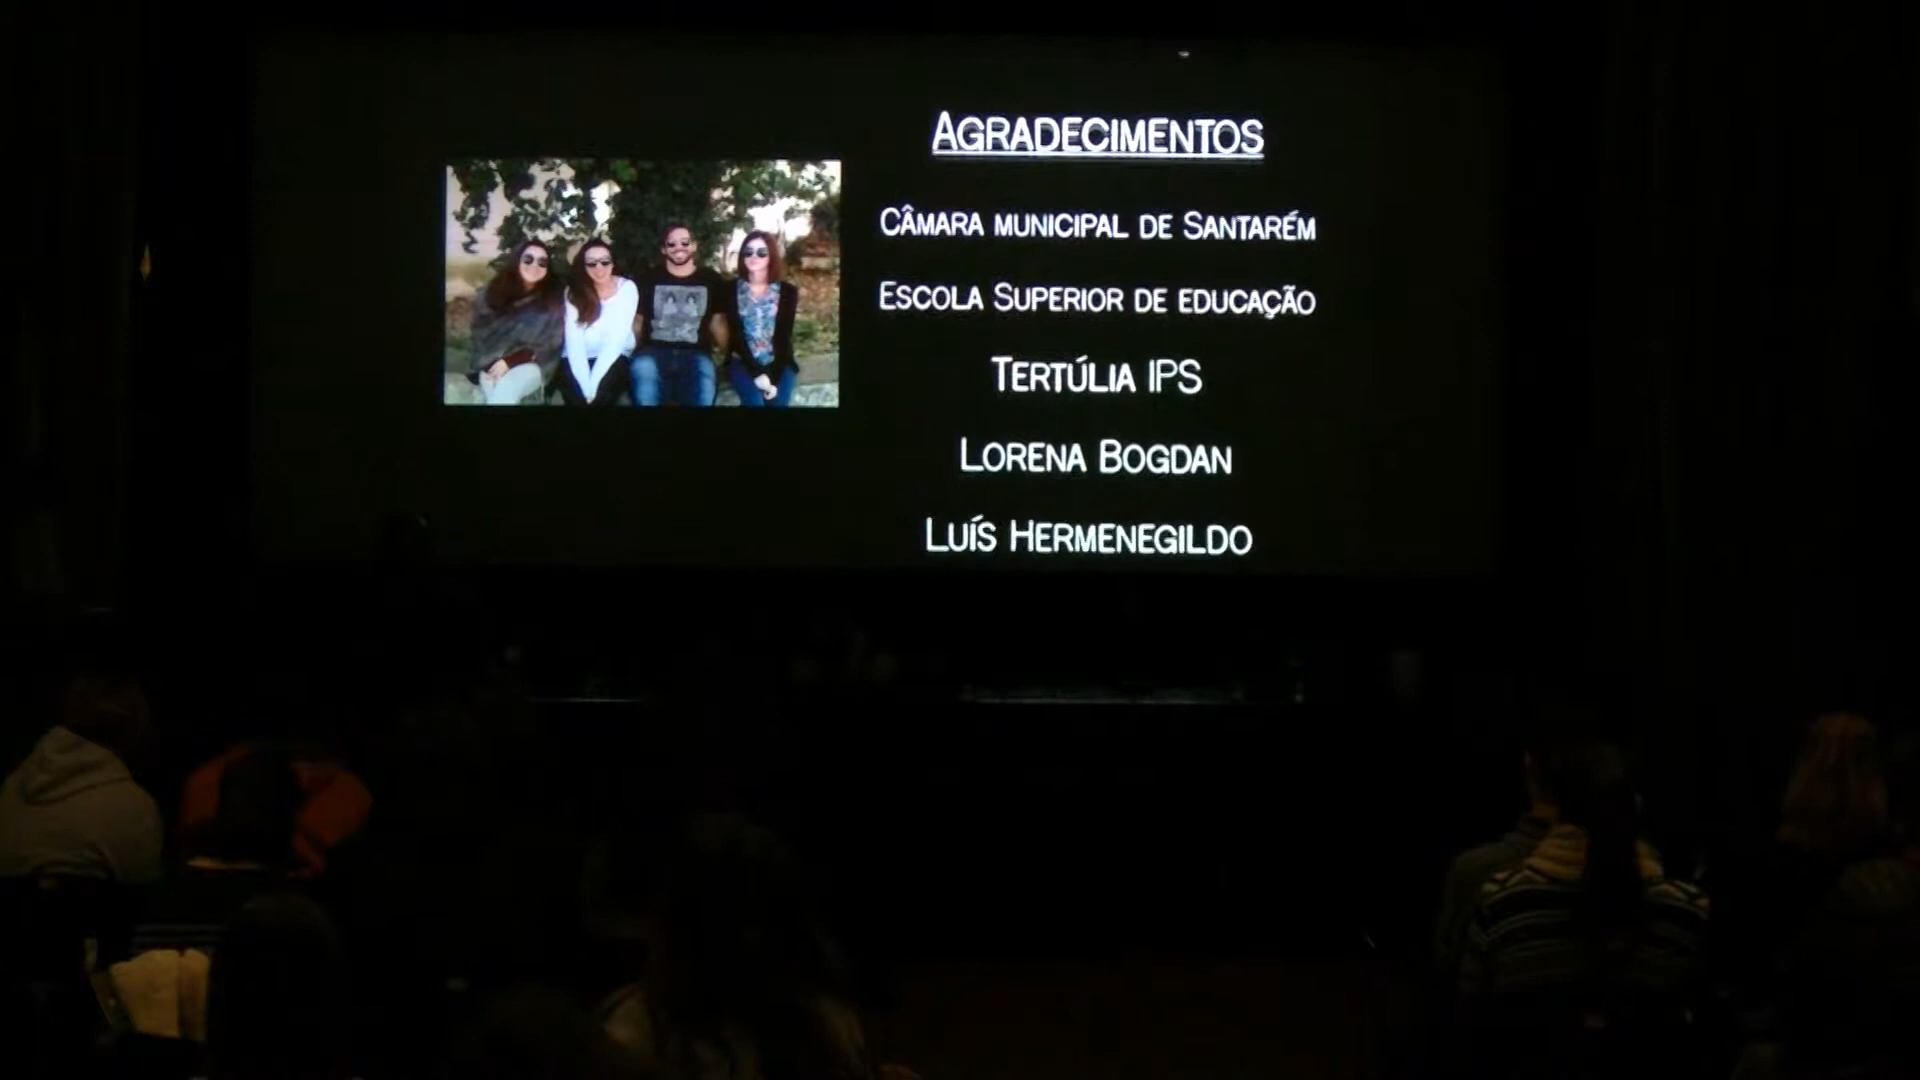 AGRADECIMENTOS
CÂMARA MUNICIPAL DE SANTARÉM
ESCOLA SUPERIOR DE EDUCAÇÃO
TERTÚLIA IPS
LORENA BOGDAN
LUÍS HERMENEGILDO